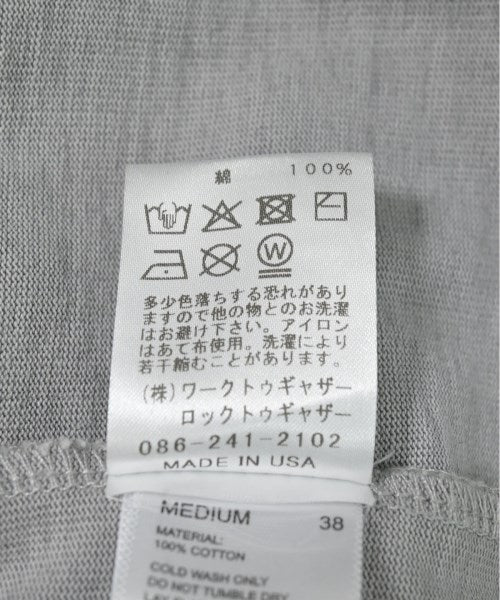 綿 100%
W
多少色落ちする恐れがあり
ますので他の物とのお洗濯
はお避け下さい。アイロン
はあて布使用。洗濯により
若干縮むことがあります。
(株)ワークトゥギャザー
ロックトゥギャザー
086-241-2102
MADE IN USA
MEDIUM 38
MATERIAL:
100% COTTON
COLD WASH ONLY
DO NOT TUMBLE DRY